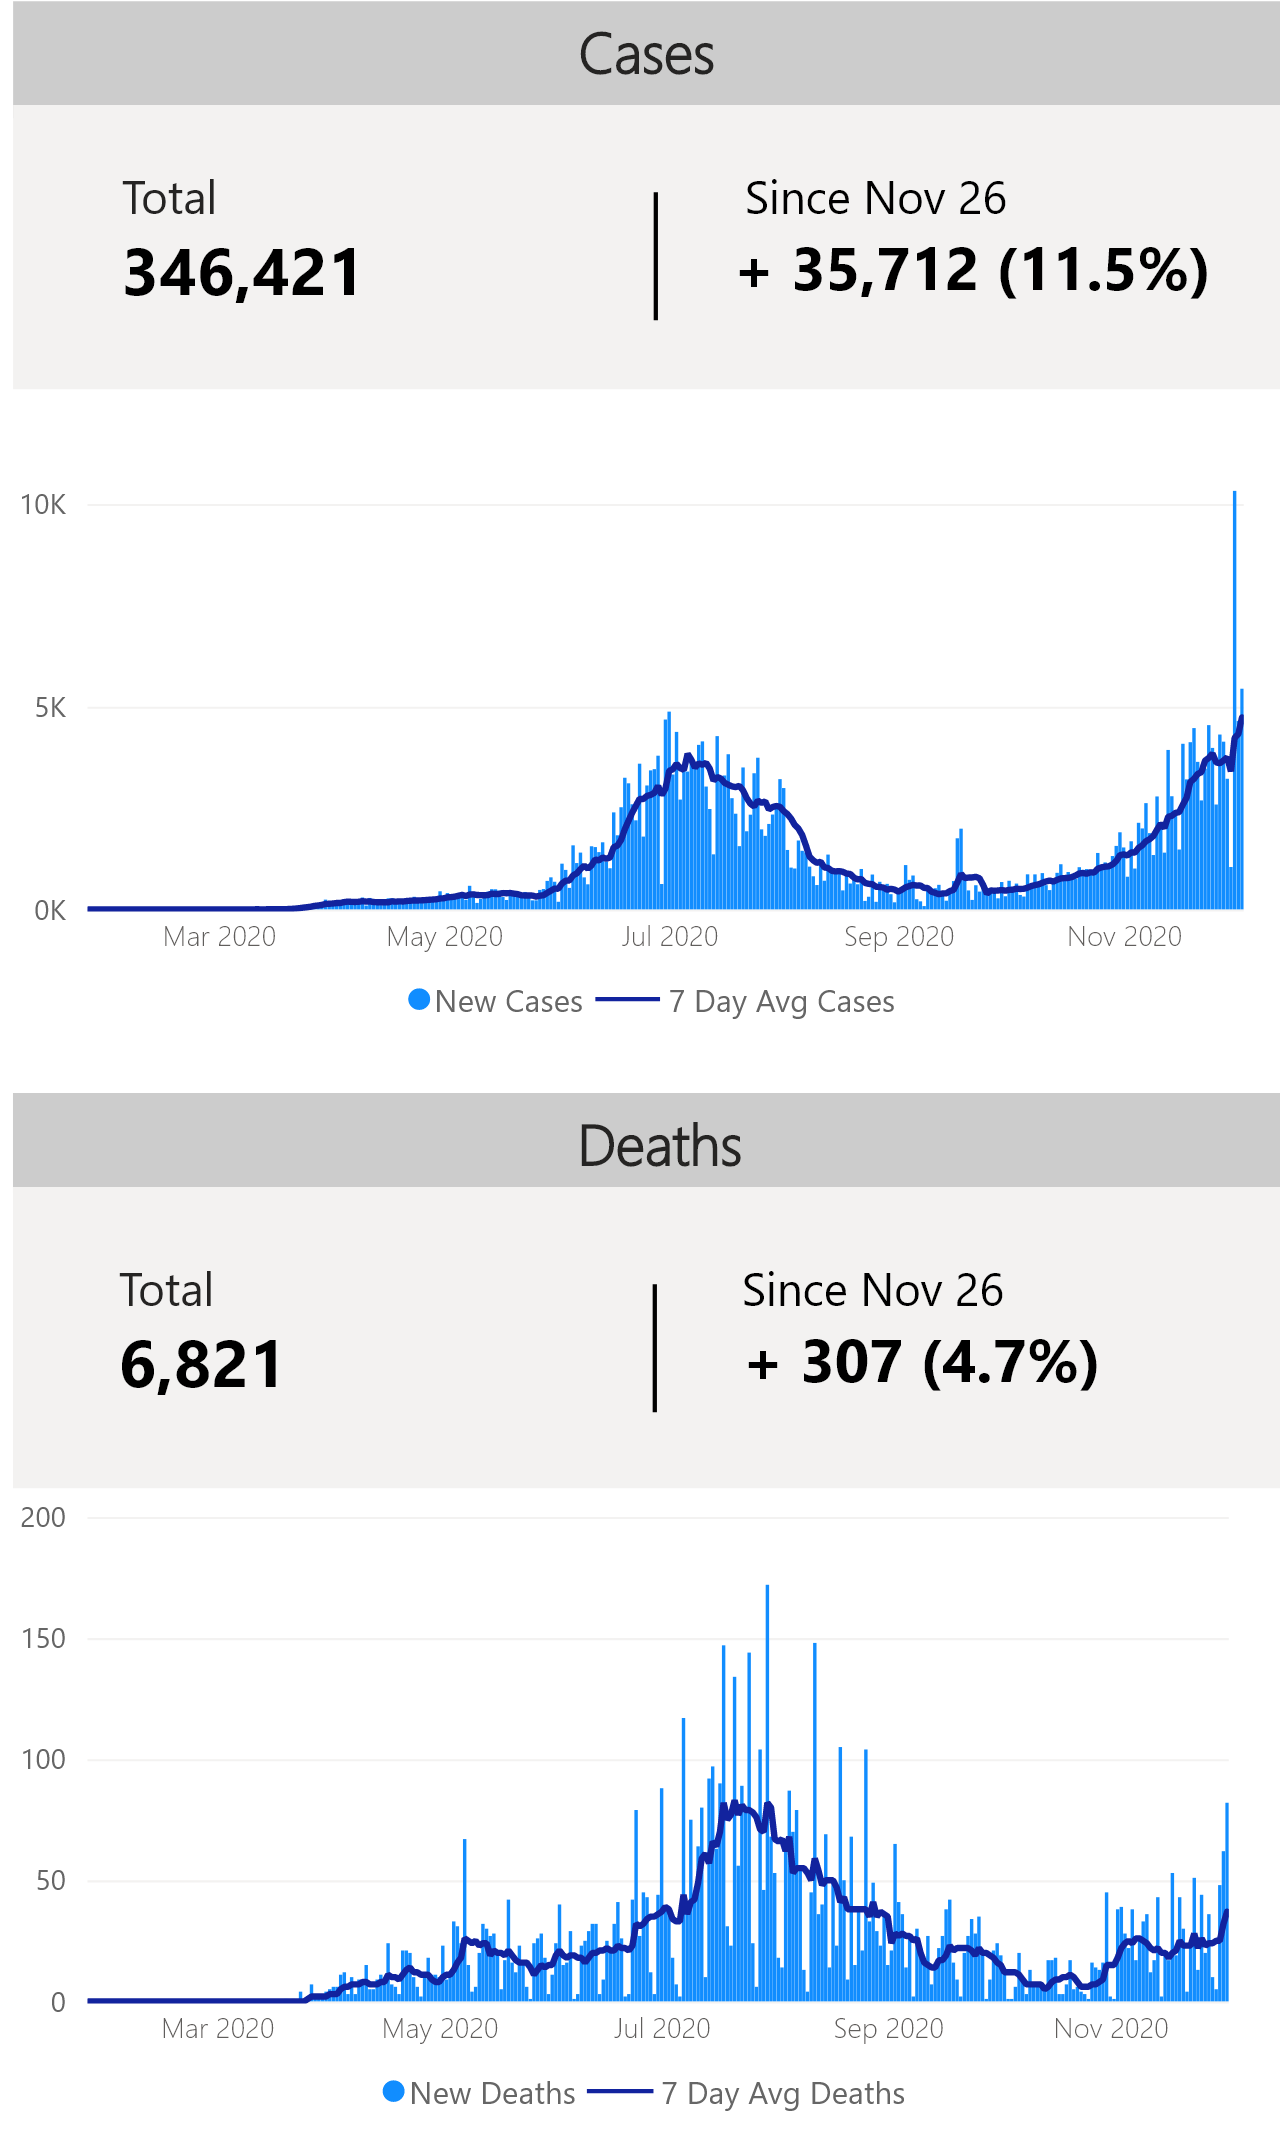 Cases
Total
Since Nov 26
346,421
+ 35,712 (11.5%)
10K
5K
0K
Mar 2020
May 2020
Jul 2020
Sep 2020
Nov 2020
New Cases
7 Day Avg Cases
Deaths
Total
Since Nov 26
6,821
+ 307 (4.7%)
200
150
100
50
0
Mar 2020
May 2020
Jul 2020
Sep 2020
Nov 2020
New Deaths
7 Day Avg Deaths